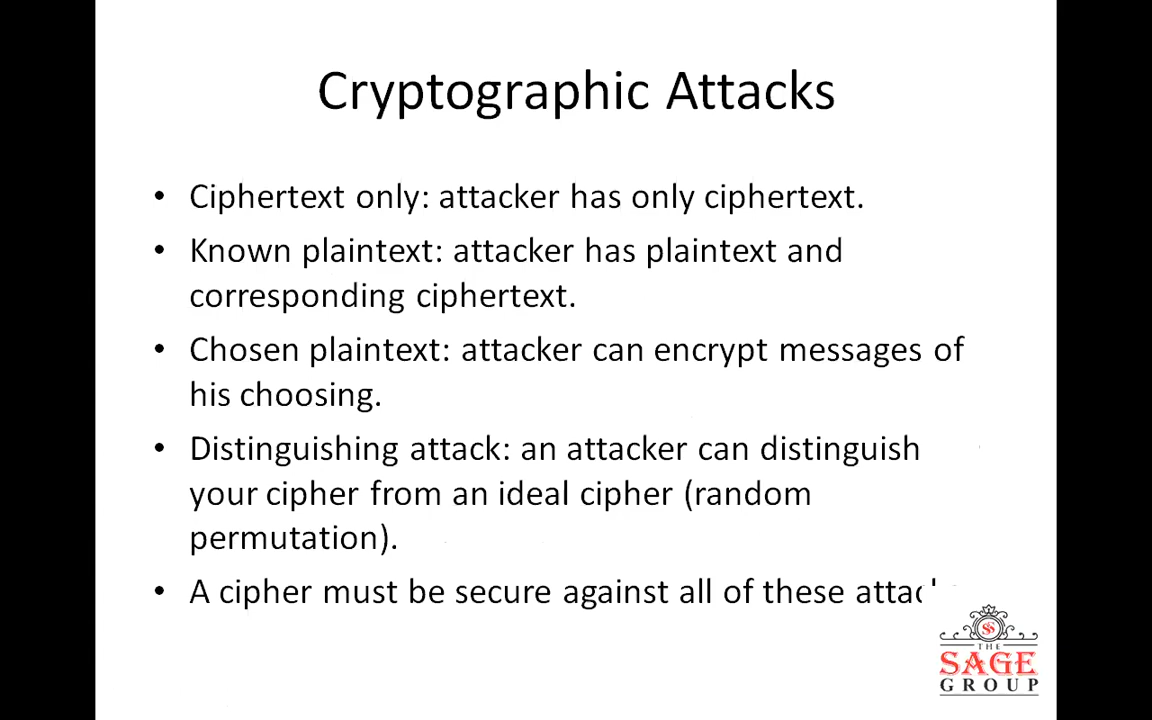 Cryptographic Attacks
• Ciphertext only: attacker has only ciphertext.
• Known plaintext: attacker has plaintext and
corresponding ciphertext.
• Chosen plaintext: attacker can encrypt messages of
his choosing.
• Distinguishing attack: an attacker can distinguish
your cipher from an ideal cipher (random
permutation).
• A cipher must be secure against all of these
THE
SAGE
GROUP